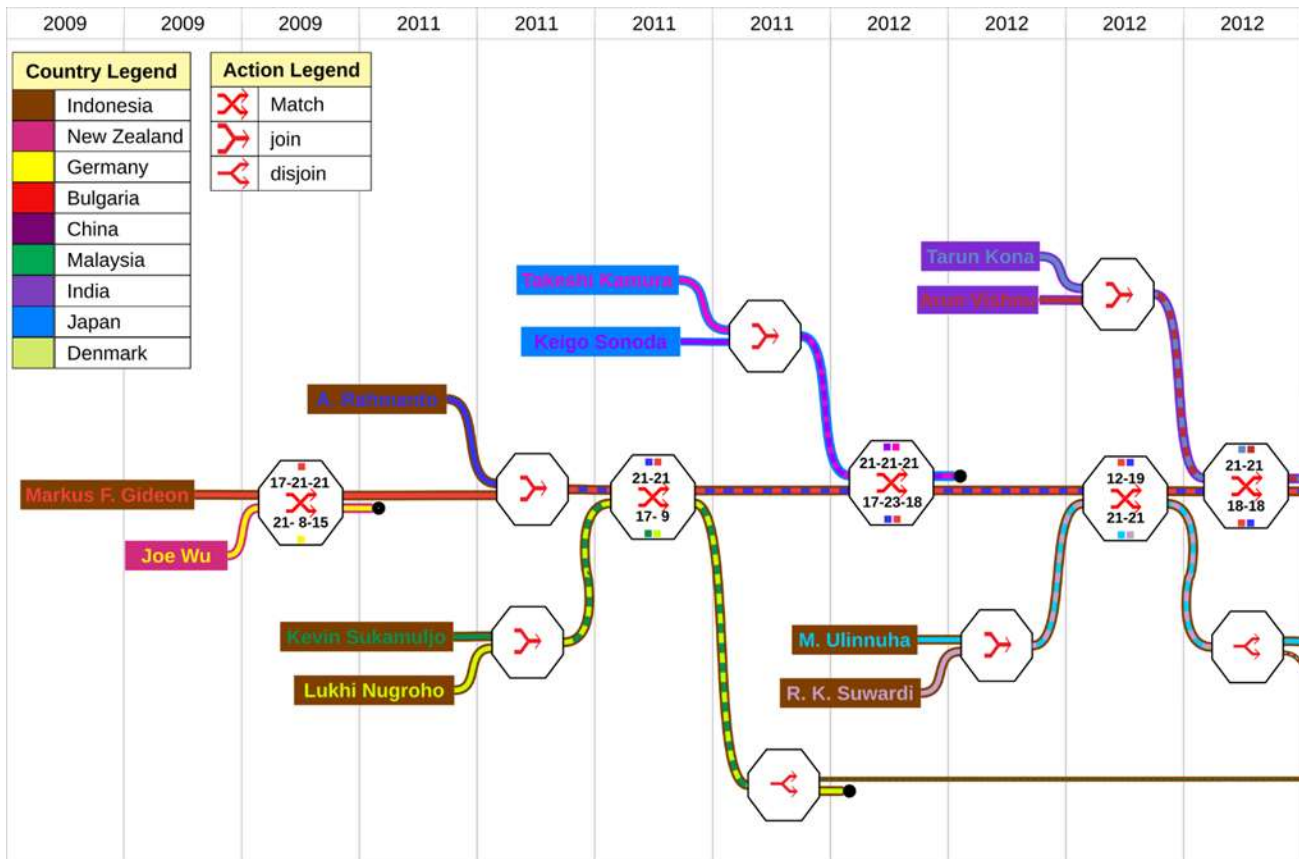 2009 2009 2009 2011 2011 2011 2011 2012 2012 2012 2012
Country Legend
Indonesia
New Zealand
Germany
Bulgaria
China
Malaysia
India
Japan
Denmark
Action Legend
Match
join
disjoin
Tarun Kona
Arun Vishnu
Takeshi Kamura
Keigo Sonoda
A. Rahmanto
Markus F. Gideon
Joe Wu
17-21-21
21- 8-15
21-21
17- 9
21-21-21
17-23-18
12-19
21-21
21-21
18-18
Kevin Sukamuljo
Lukhi Nugroho
M. Ulinnuha
R. K. Suwardi